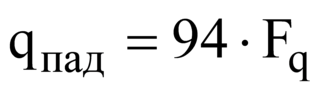 qпад = 94 · Fq